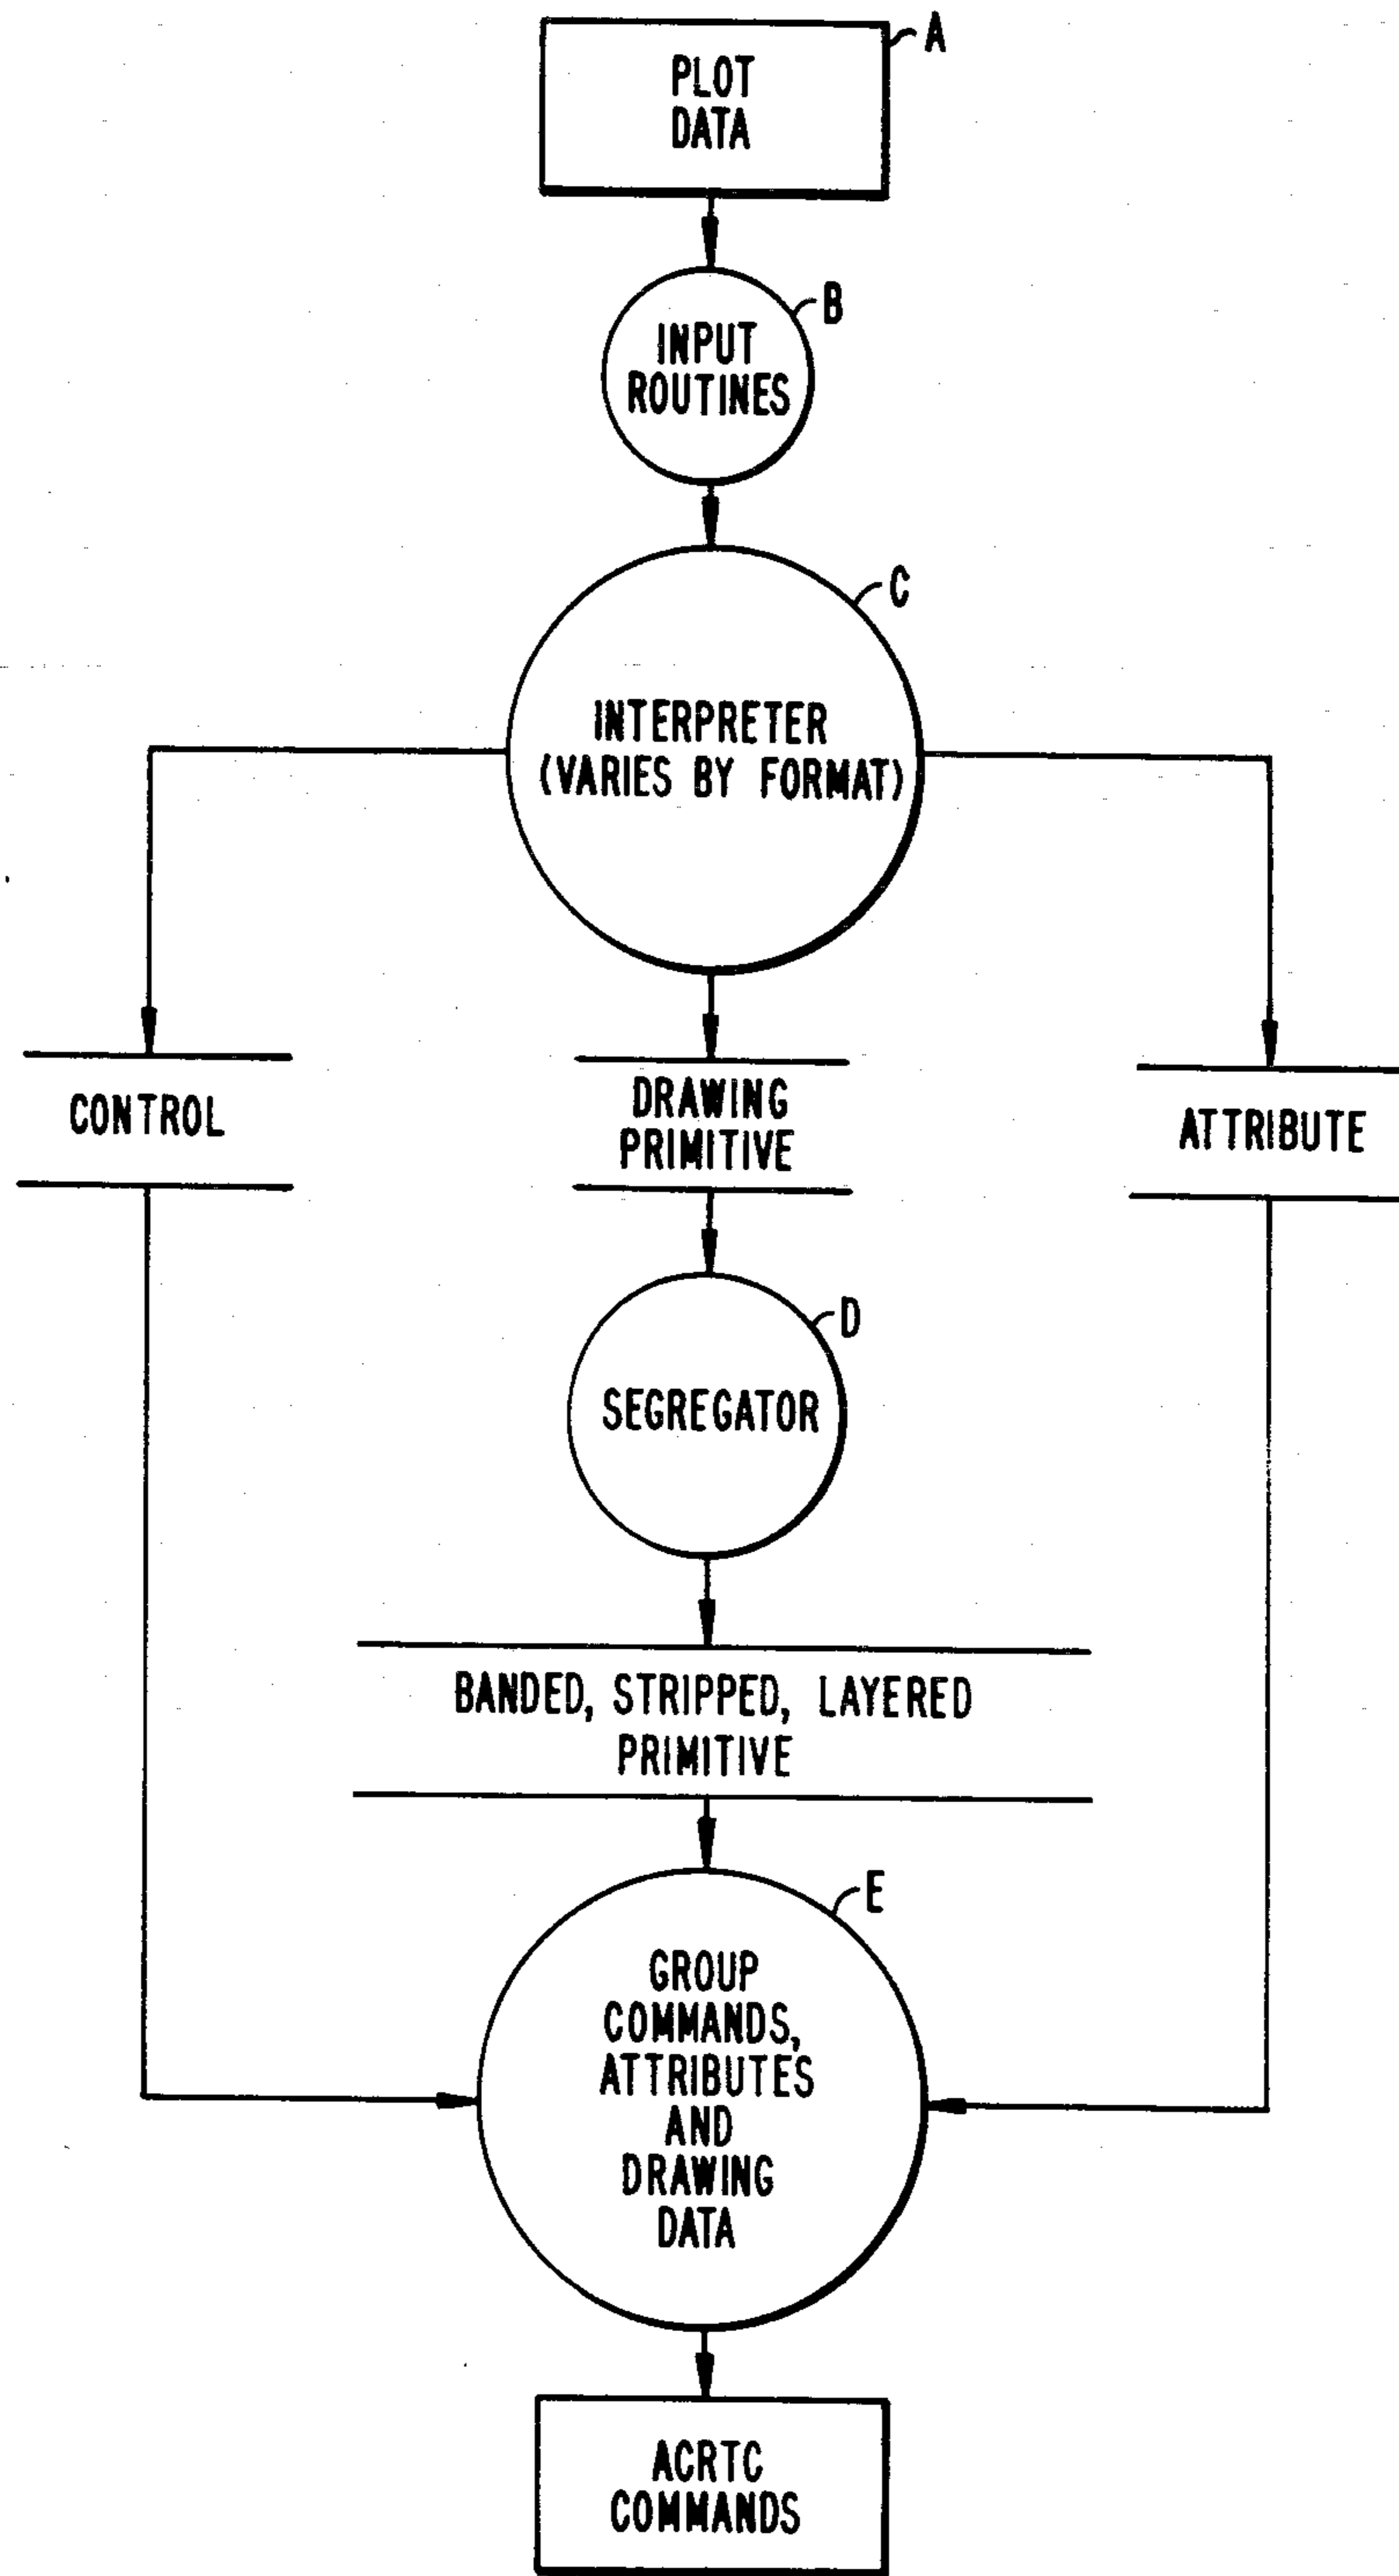 A
PLOT
DATA
B
INPUT
ROUTINES
C
INTERPRETER
(VARIES BY FORMAT)
CONTROL
DRAWING
PRIMITIVE
ATTRIBUTE
D
SEGREGATOR
BANDED, STRIPPED, LAYERED
PRIMITIVE
E
GROUP
COMMANDS,
ATTRIBUTES
AND
DRAWING
DATA
ACRTC
COMMANDS